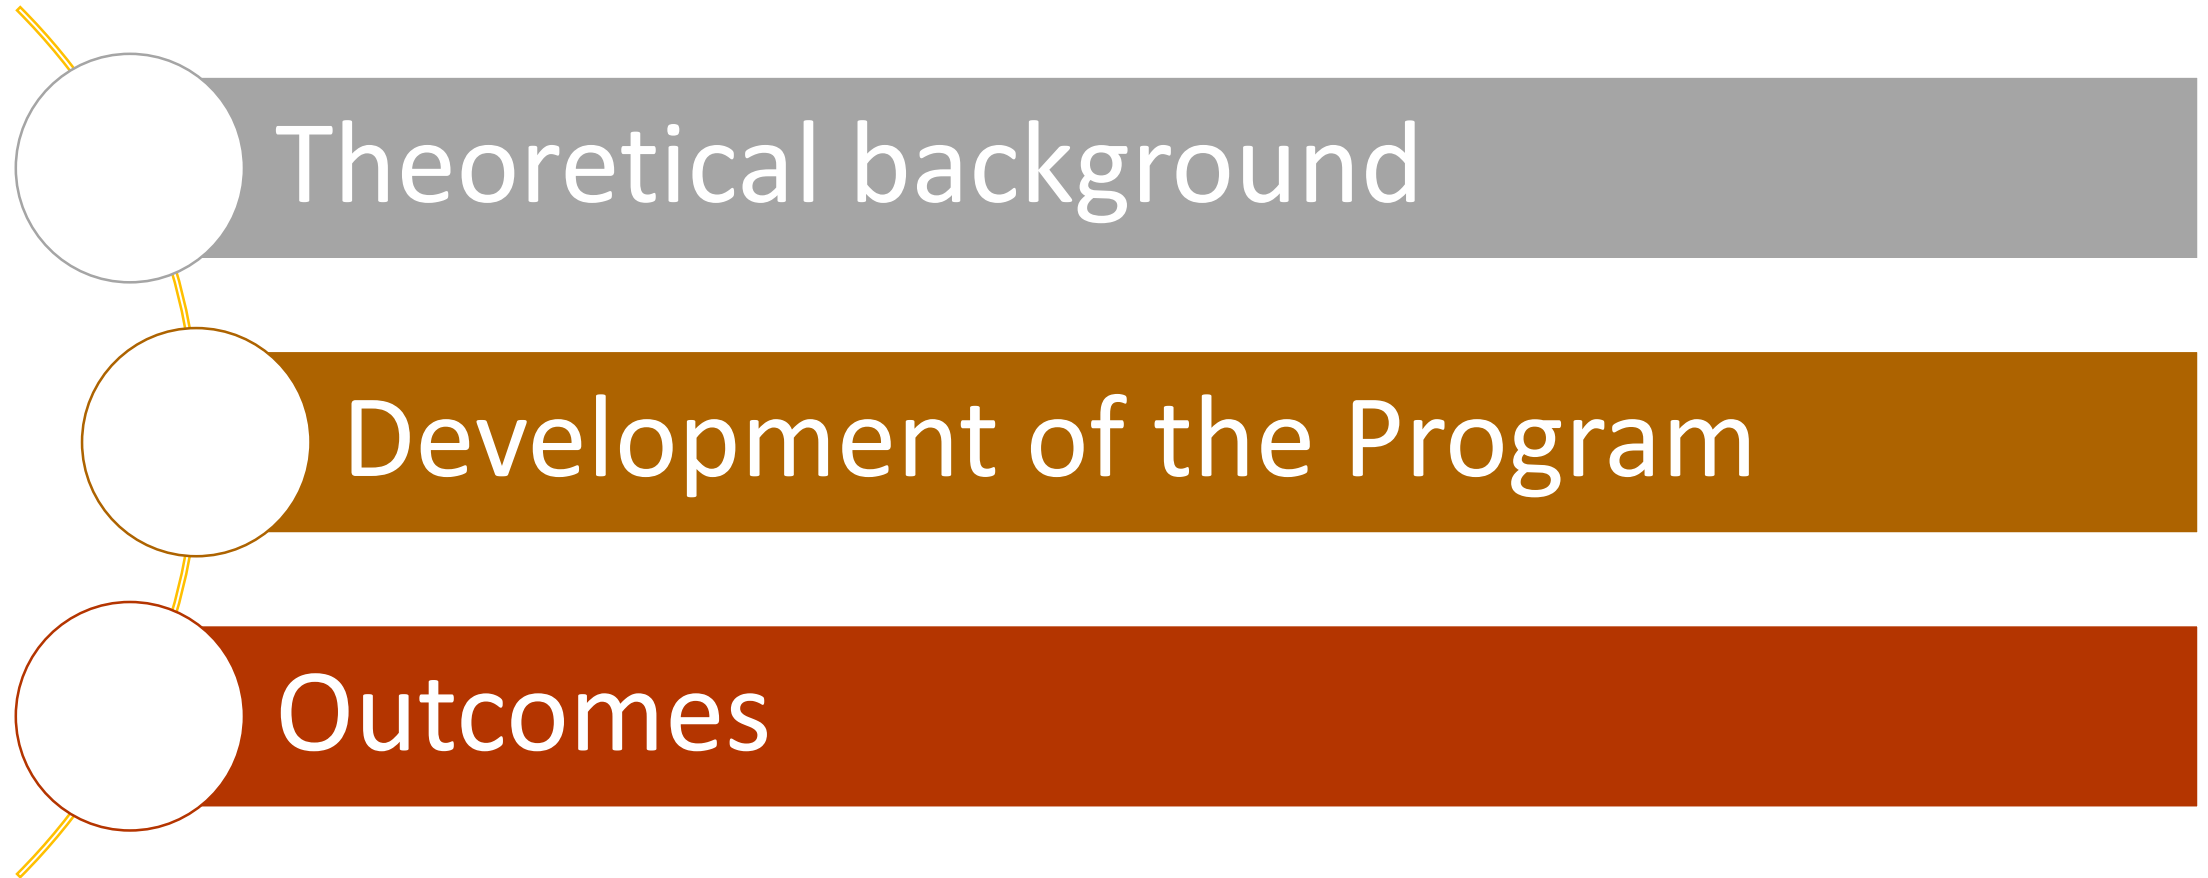 Theoretical background
Development of the Program
Outcomes